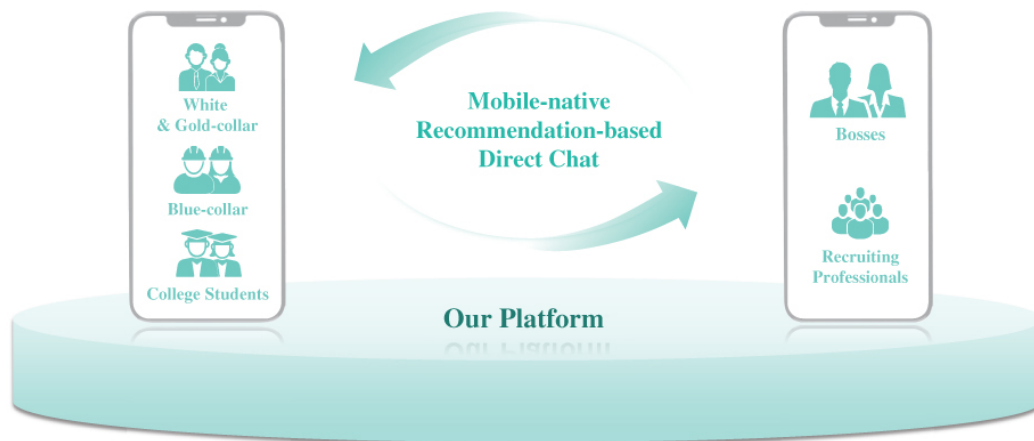 White
& Gold-collar
Blue-collar
College Students
Mobile-native
Recommendation-based
Direct Chat
Bosses
Recruiting
Professionals
Our Platform